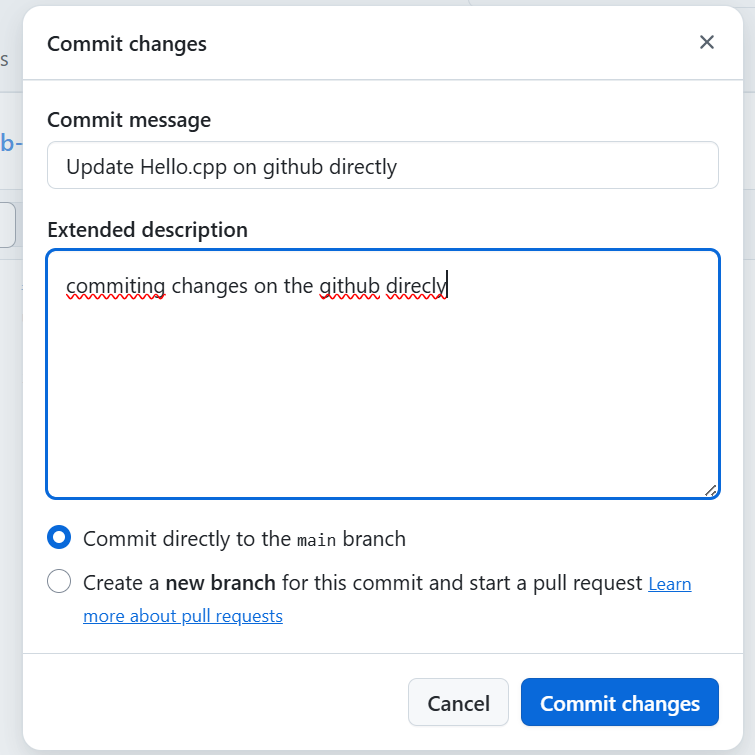 Commit changes
s
Commit message
b-
Update Hello.cpp on github directly
Extended description
commiting changes on the github direcly
Commit directly to the main branch
Create a new branch for this commit and start a pull request Learn
more about pull requests
Cancel Commit changes